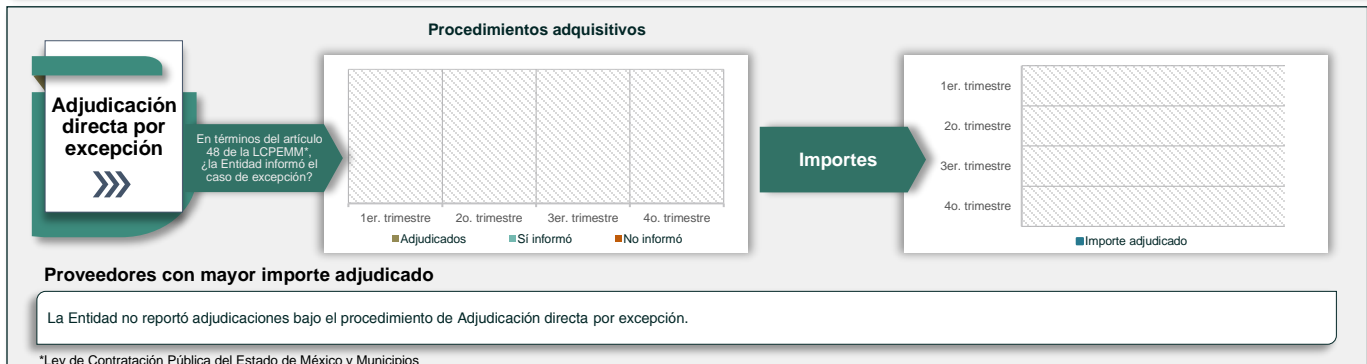 Procedimientos adquisitivos
Adjudicación
directa por
excepción
En términos del artículo
48 de la LCPEMM*,
¿la Entidad informó el
caso de excepción?
1er. trimestre 2o. trimestre 3er. trimestre 4o. trimestre
Adjudicados Sí informó No informó
Importes
1er. trimestre
2o. trimestre
3er. trimestre
4o. trimestre
Importe adjudicado
Proveedores con mayor importe adjudicado
La Entidad no reportó adjudicaciones bajo el procedimiento de Adjudicación directa por excepción.
*Ley de Contratación Pública del Estado de México y Municipios